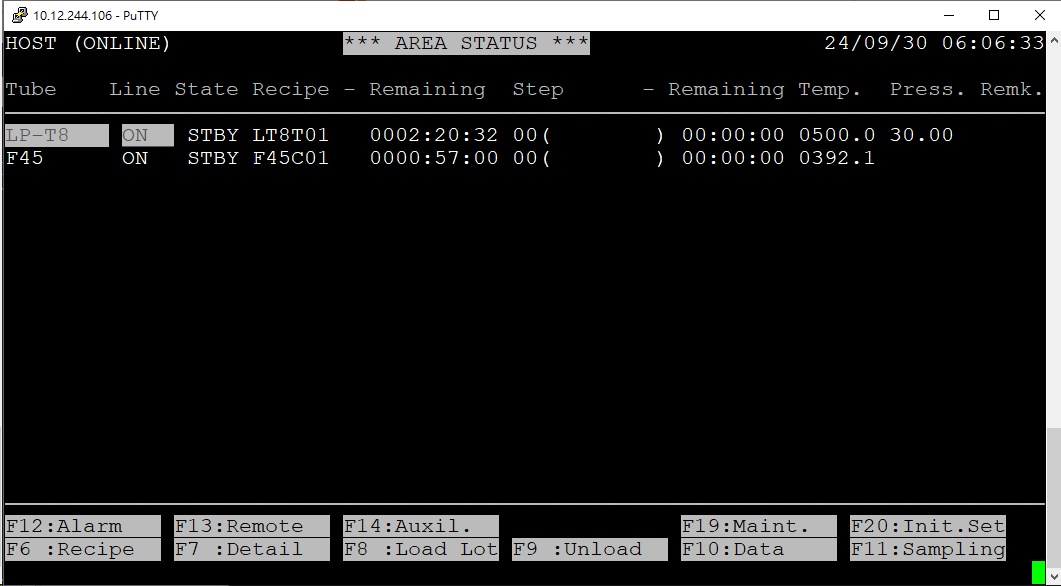 10.12.244.106 - PuTTY
HOST (ONLINE) *** AREA STATUS *** 24/09/30 06:06:33
Tube Line State Recipe - Remaining Step - Remaining Temp. Press. Remk.
LP-T8 ON STBY LT8T01 0002:20:32 00( ) 00:00:00 0500.0 30.00
F45 ON STBY F45C01 0000:57:00 00( ) 00:00:00 0392.1
F12:Alarm F13:Remote F14:Auxil. F19:Maint. F20:Init.Set
F6 :Recipe F7 :Detail F8 :Load Lot F9 :Unload F10:Data F11:Sampling